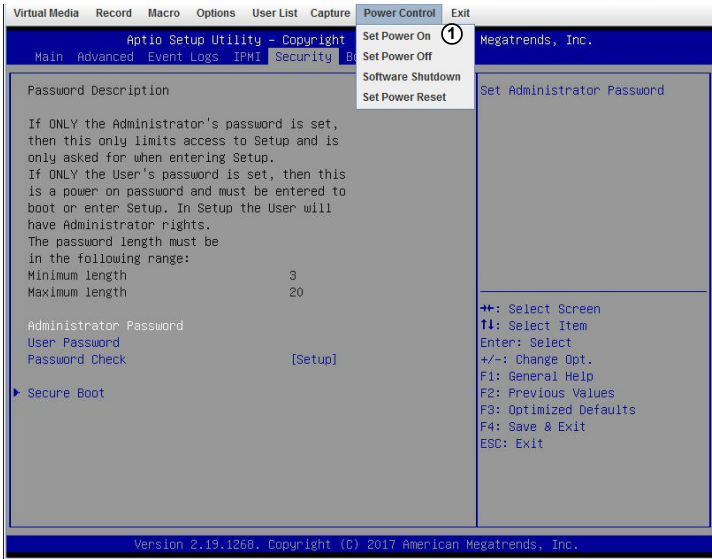 Virtual Media Record Macro Options User List Capture Power Control Exit
Set Power On ①
Set Power Off
Software Shutdown
Set Power Reset
Aptio Setup Utility – Copyright Megatrends, Inc.
Main Advanced Event Logs IPMI Security B
Password Description
If ONLY the Administrator's password is set,
then this only limits access to Setup and is
only asked for when entering Setup.
If ONLY the User's password is set, then this
is a power on password and must be entered to
boot or enter Setup. In Setup the User will
have Administrator rights.
The password length must be
in the following range:
Minimum length 3
Maximum length 20
Administrator Password
User Password
Password Check [Setup]
Secure Boot
Set Administrator Password
→←: Select Screen
↑↓: Select Item
Enter: Select
+/-: Change Opt.
F1: General Help
F2: Previous Values
F3: Optimized Defaults
F4: Save & Exit
ESC: Exit
Version 2.19.1268. Copyright (C) 2017 American Megatrends, Inc.